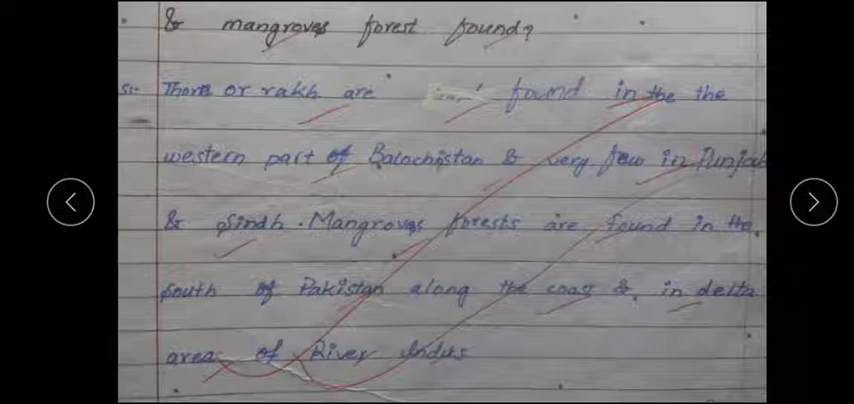 & mangroves forest found?
Thorn or rakh are found in the the
western part of Balochistan & very few in Punjab
& Sindh. Mangroves forests are found in the
South of Pakistan along the coas & in delta
area of River Indus